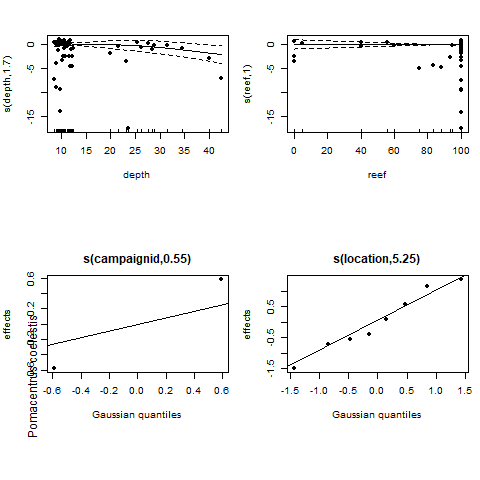 s(depth,1.7)
0
-5
-15
10 15 20 25 30 35 40
depth
s(reef,1)
0
-5
-15
0 20 40 60 80 100
reef
s(campaignid,0.55)
effects
0.6
0.2
-0.6 -0.4 -0.2 0.0 0.2 0.4 0.6
Gaussian quantiles
Pomacentrus coelestis
s(location,5.25)
effects
0.5
-0.5
-1.5
-1.5 -1.0 -0.5 0.0 0.5 1.0 1.5
Gaussian quantiles